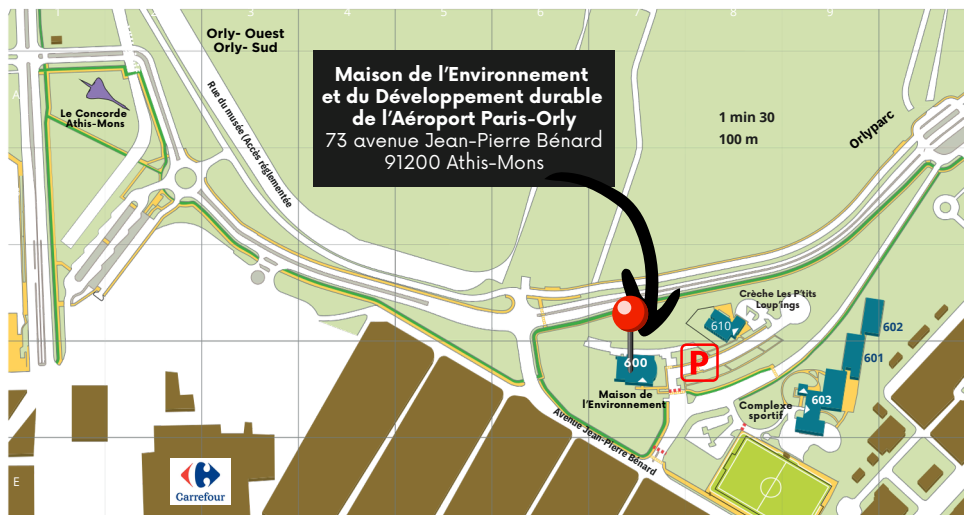 1
3
4
5
6
7
8
9
Orly- Ouest
Orly- Sud
Maison de l'Environnement
et du Développement durable
de l'Aéroport Paris-Orly
73 avenue Jean-Pierre Bénard
91200 Athis-Mons
A
Le Concorde
Athis-Mons
Rue du musée (Accès réglementée)
1 min 30
100 m
Orlyparc
Crèche Les P'tits
Loup'ings
610
602
601
600
P
Maison de
l'Environnement
603
Complexe
sportif
Avenue Jean-Pierre Bénard
E
Carrefour